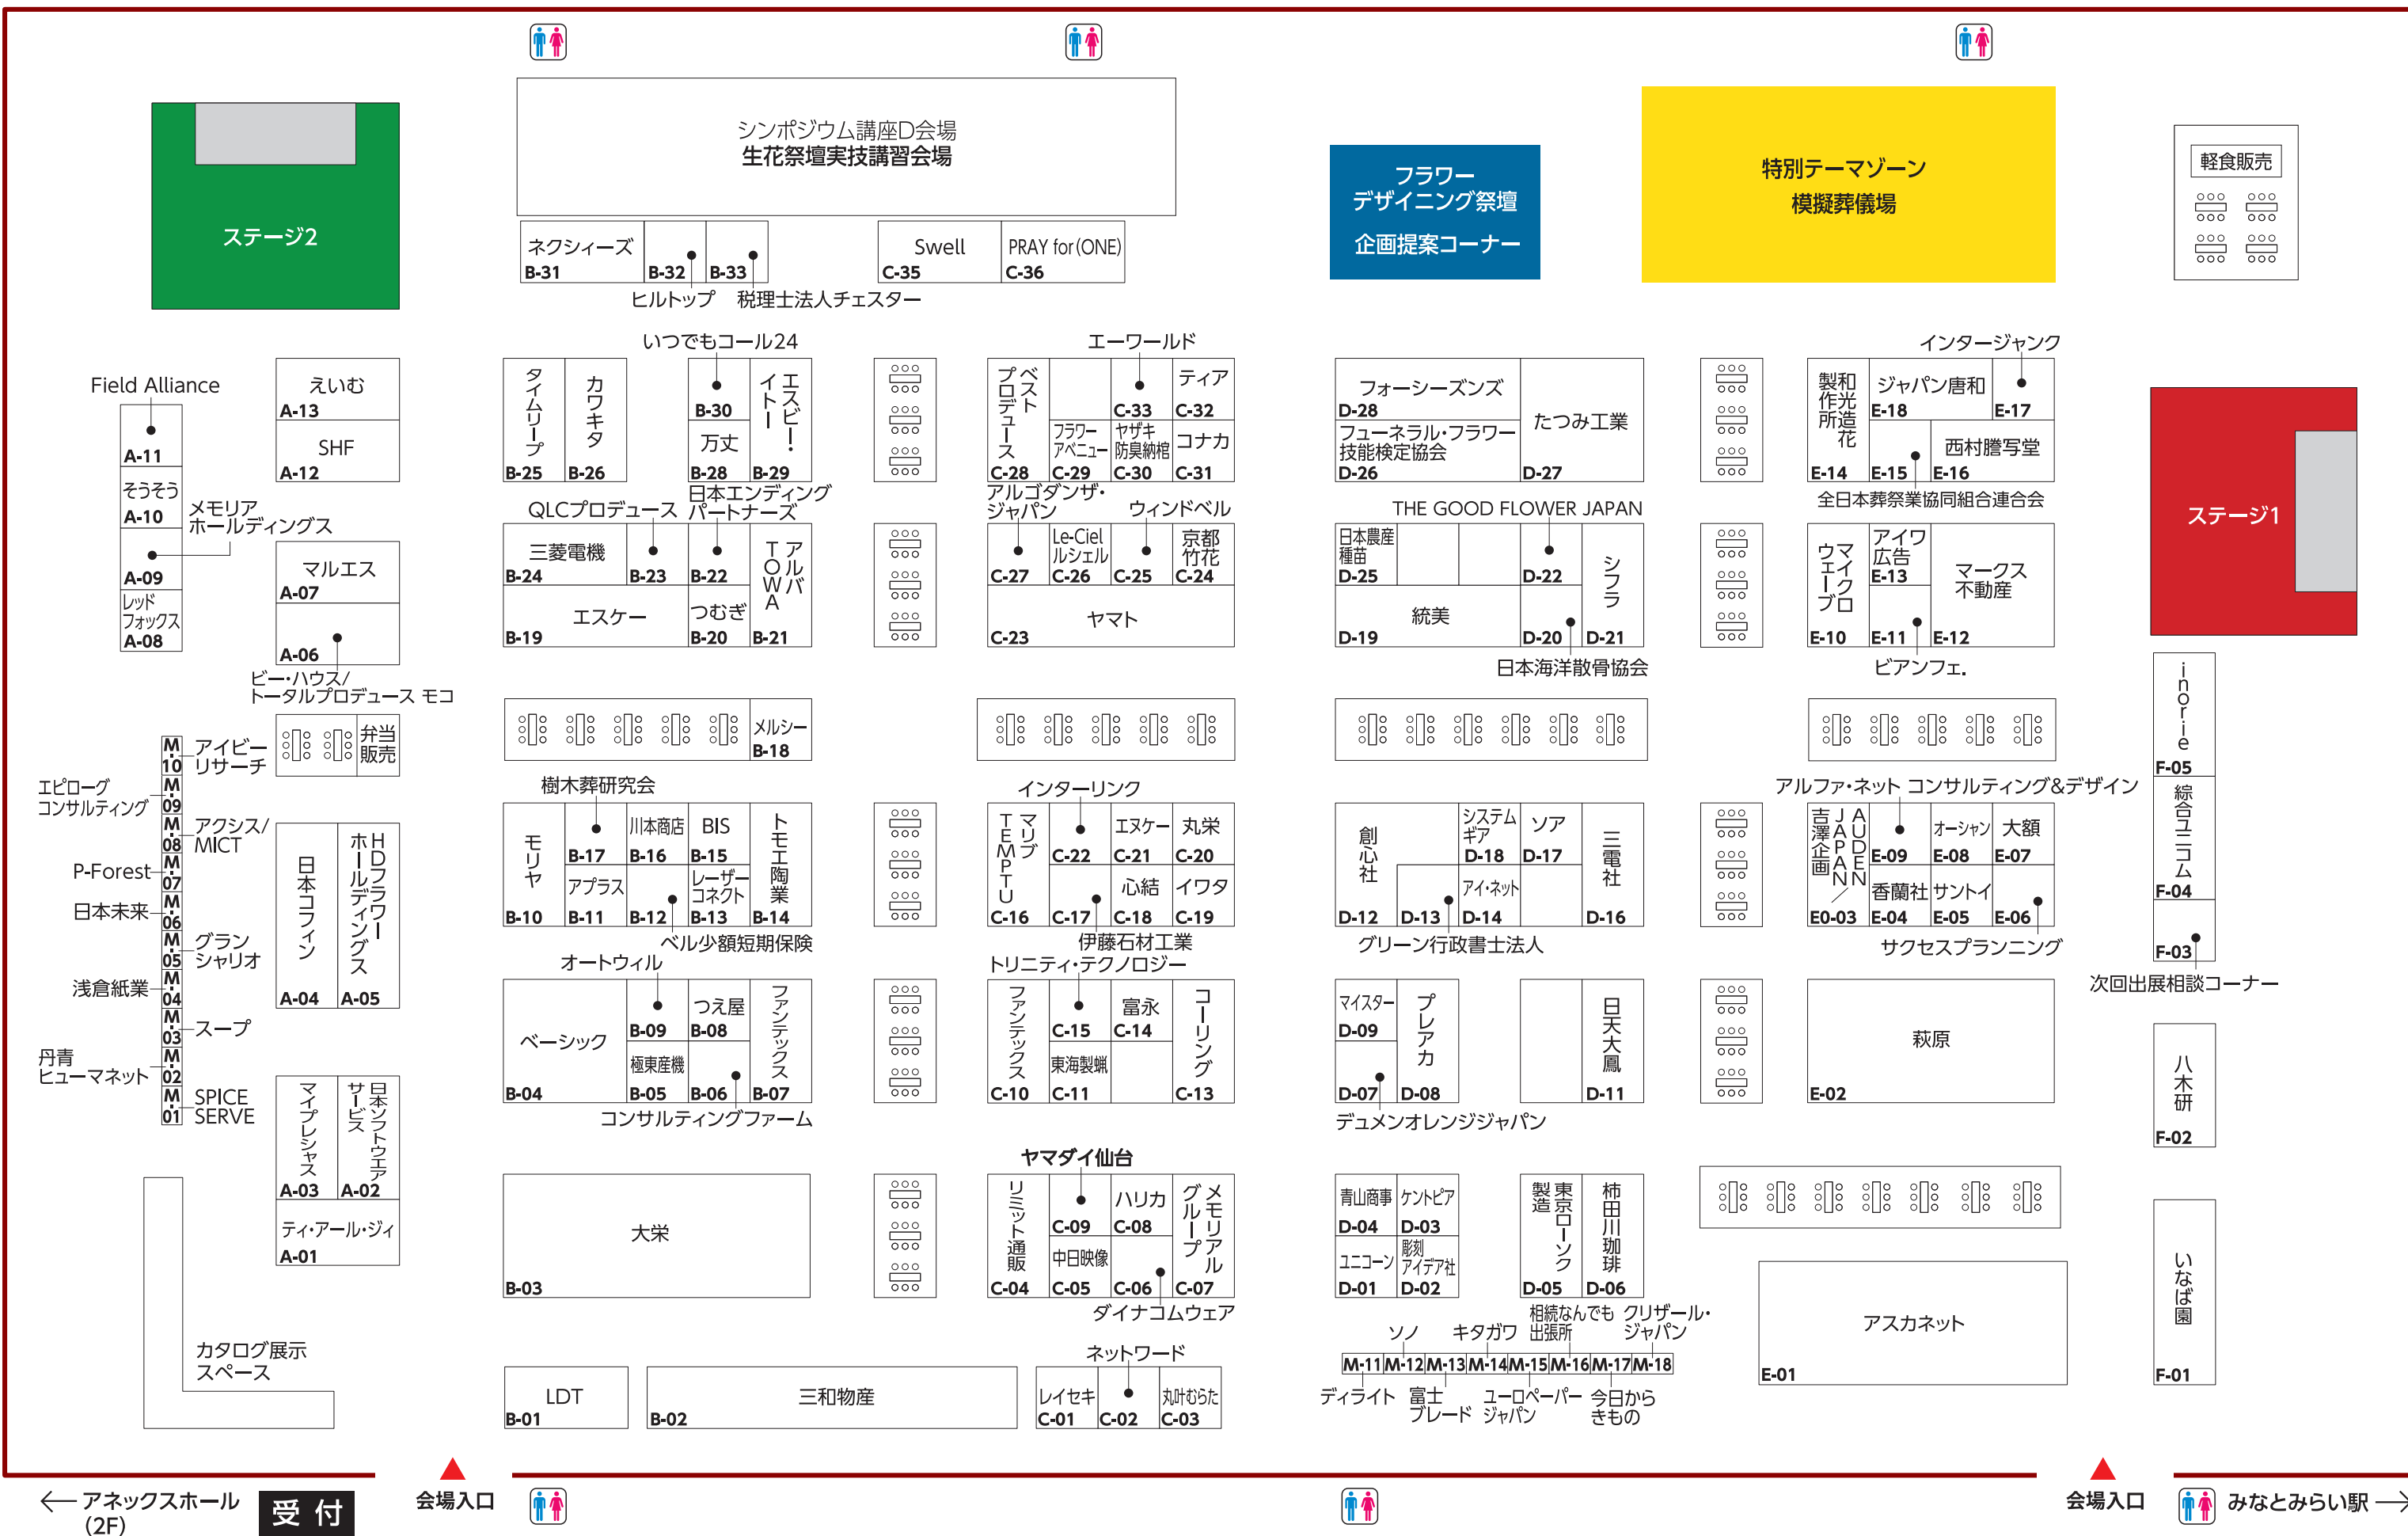 シンポジウム講座D会場
生花祭壇実技講習会場
ステージ2
フラワー
デザイニング祭壇
企画提案コーナー
特別テーマゾーン
模擬葬儀場
軽食販売
ネクシィーズ
B-31
B-32
B-33
ヒルトップ
税理士法人チェスター
Swell
C-35
PRAY for(ONE)
C-36
Field Alliance
A-11
そうそう
A-10
メモリア
ホールディングス
A-09
レッド
フォックス
A-08
えいむ
A-13
SHF
A-12
マルエス
A-07
A-06
ビー・ハウス/
トータルプロデュース モコ
弁当
販売
タイムリープ
B-25
カワキタ
B-26
いつでもコール24
B-30
万丈
B-28
エスビー・
イトー
B-29
QLCプロデュース
日本エンディング
パートナーズ
三菱電機
B-24
B-23
B-22
アルバ
TOWA
B-21
エスケー
B-19
つむぎ
B-20
メルシー
B-18
ベスト
プロデュース
C-28
エーワールド
C-33
ティア
C-32
フラワー
アベニュー
C-29
ヤザキ
防臭納棺
C-30
コナカ
C-31
アルゴダンザ・
ジャパン
C-27
Le-Ciel
ルシェル
C-26
ウィンドベル
C-25
京都
竹花
C-24
ヤマト
C-23
フォーシーズンズ
D-28
フューネラル・フラワー
技能検定協会
D-26
たつみ工業
D-27
THE GOOD FLOWER JAPAN
日本農産
種苗
D-25
D-22
シフラ
D-21
統美
D-19
D-20
日本海洋散骨協会
インタージャンク
和光造花
製作所
E-14
ジャパン唐和
E-18
E-17
E-15
西村謄写堂
E-16
全日本葬祭業協同組合連合会
マイクロ
ウェーブ
E-10
アイワ
広告
E-13
E-11
マークス
不動産
E-12
ビアンフェ.
ステージ1
inorie
F-05
綜合ユニコム
F-04
F-03
次回出展相談コーナー
八木研
F-02
いなば園
F-01
M-10
アイビー
リサーチ
エピローグ
コンサルティング
M-09
M-08
アクシス/
MICT
P-Forest
M-07
日本未来
M-06
M-05
グラン
シャリオ
浅倉紙業
M-04
M-03
スープ
丹青
ヒューマネット
M-02
M-01
SPICE
SERVE
日本コフィン
A-04
HDフラワー
ホールディングス
A-05
マイプレシャス
A-03
日本ソフトウエア
サービス
A-02
ティ・アール・ジィ
A-01
カタログ展示
スペース
樹木葬研究会
モリヤ
B-10
B-17
川本商店
B-16
BIS
B-15
トモエ陶業
B-14
アプラス
B-11
B-12
レーザー
コネクト
B-13
ベル少額短期保険
オートウィル
ベーシック
B-04
B-09
つえ屋
B-08
ファンテックス
B-07
極東産機
B-05
B-06
コンサルティングファーム
大栄
B-03
LDT
B-01
三和物産
B-02
インターリンク
マリブ
TEMPTU
C-16
C-22
エヌケー
C-21
丸栄
C-20
C-17
心結
C-18
イワタ
C-19
伊藤石材工業
トリニティ・テクノロジー
ファンテックス
C-10
C-15
富永
C-14
コーリング
C-13
東海製蝋
C-11
ヤマダイ仙台
リミット通販
C-04
C-09
ハリカ
C-08
メモリアル
グループ
C-07
中日映像
C-05
C-06
ダイナコムウェア
ネットワード
レイセキ
C-01
C-02
丸叶むらた
C-03
創心社
D-12
システム
ギア
D-18
ソア
D-17
三電社
D-16
D-13
アイ・ネット
D-14
グリーン行政書士法人
マイスター
D-09
プレアカ
D-08
D-07
日天大鳳
D-11
デュメンオレンジジャパン
青山商事
D-04
ケントピア
D-03
ユニコーン
D-01
彫刻
アイデア社
D-02
東京ローソク
製造
D-05
柿田川珈琲
D-06
ソノ
キタガワ
相続なんでも
出張所
クリザール・
ジャパン
M-11
M-12
M-13
M-14
M-15
M-16
M-17
M-18
ディライト
富士
ブレード
ユーロペーパー
ジャパン
今日から
きもの
アルファ・ネット コンサルティング&デザイン
AUDEN
JAPAN/
吉澤企画
E0-03
E-09
オーシャン
E-08
大額
E-07
香蘭社
E-04
サントイ
E-05
E-06
サクセスプランニング
萩原
E-02
アスカネット
E-01
←アネックスホール
(2F)
受付
会場入口
会場入口
みなとみらい駅→